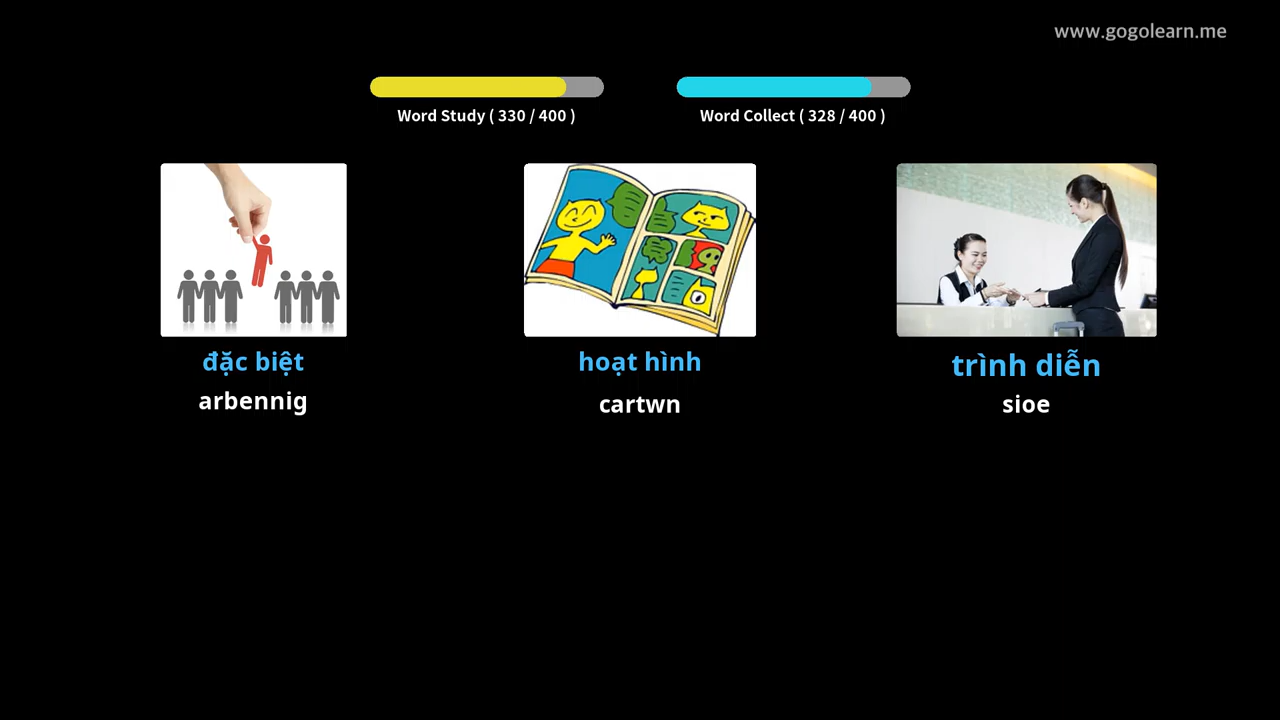 www.gogolearn.me
Word Study ( 330 / 400 )
Word Collect ( 328 / 400 )
đặc biệt
hoạt hình
trình diễn
arbennig
cartwn
sioe